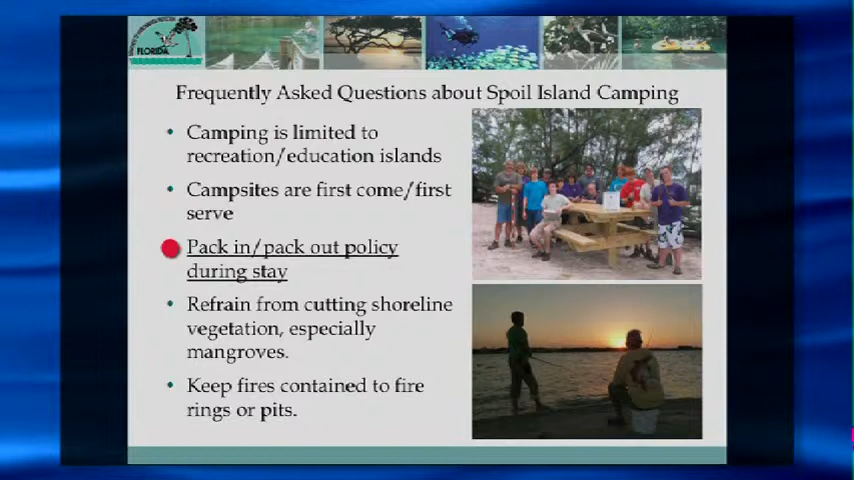 FLORIDA
Frequently Asked Questions about Spoil Island Camping
• Camping is limited to
recreation/education islands
• Campsites are first come/first
serve
Pack in/pack out policy
during stay
• Refrain from cutting shoreline
vegetation, especially
mangroves.
• Keep fires contained to fire
rings or pits.